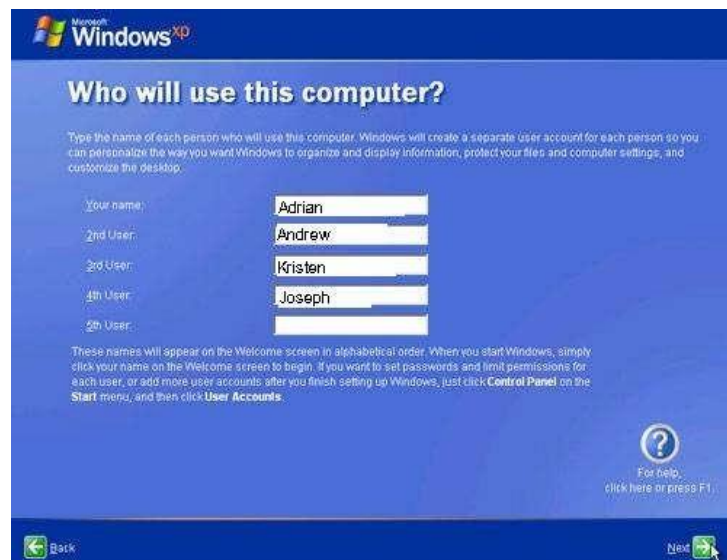 Microsoft
Windows xp
Who will use this computer?
Type the name of each person who will use this computer. Windows will create a separate user account for each person so you
can personalize the way you want Windows to organize and display information, protect your files and computer settings, and
customize the desktop.
Your name: Adrian
2nd User: Andrew
3rd User: Kristen
4th User: Joseph
5th User:
These names will appear on the Welcome screen in alphabetical order. When you start Windows, simply
click your name on the Welcome screen to begin. If you want to set passwords and limit permissions for
each user, or add more user accounts after you finish setting up Windows, just click Control Panel on the
Start menu, and then click User Accounts.
?
For help,
click here or press F1.
Back Next